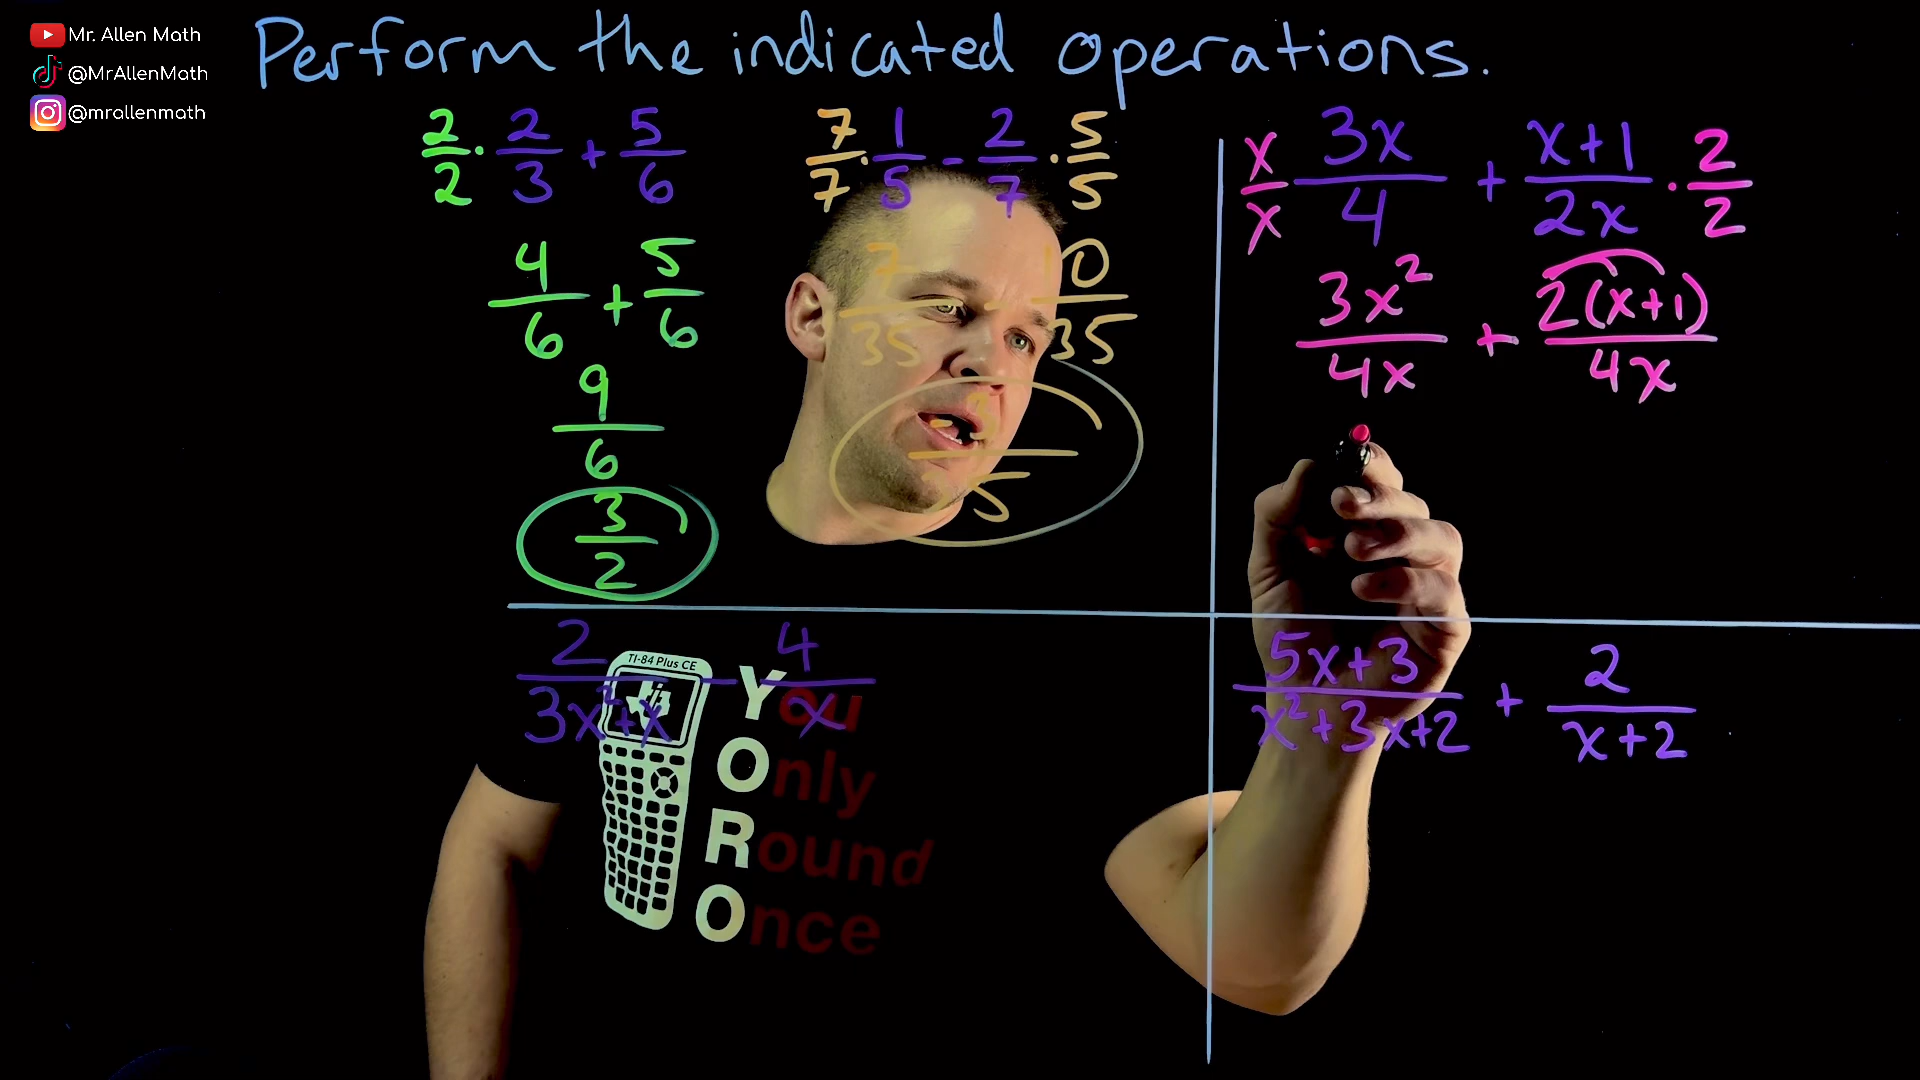 Mr. Allen Math
@MrAllenMath
@mrallenmath
Perform the indicated operations.
2/2 · 2/3 + 5/6
4/6 + 5/6
9/6
3/2
7/7 · 1/5 - 2/7 · 5/5
7/35 - 10/35
-3/35
x/x 3x/4 + x+1/2x · 2/2
3x²/4x + 2(x+1)/4x
2/3x²+x - 4/x
5x+3/x²+3x+2 + 2/x+2
TI-84 Plus CE
You
Only
Round
Once